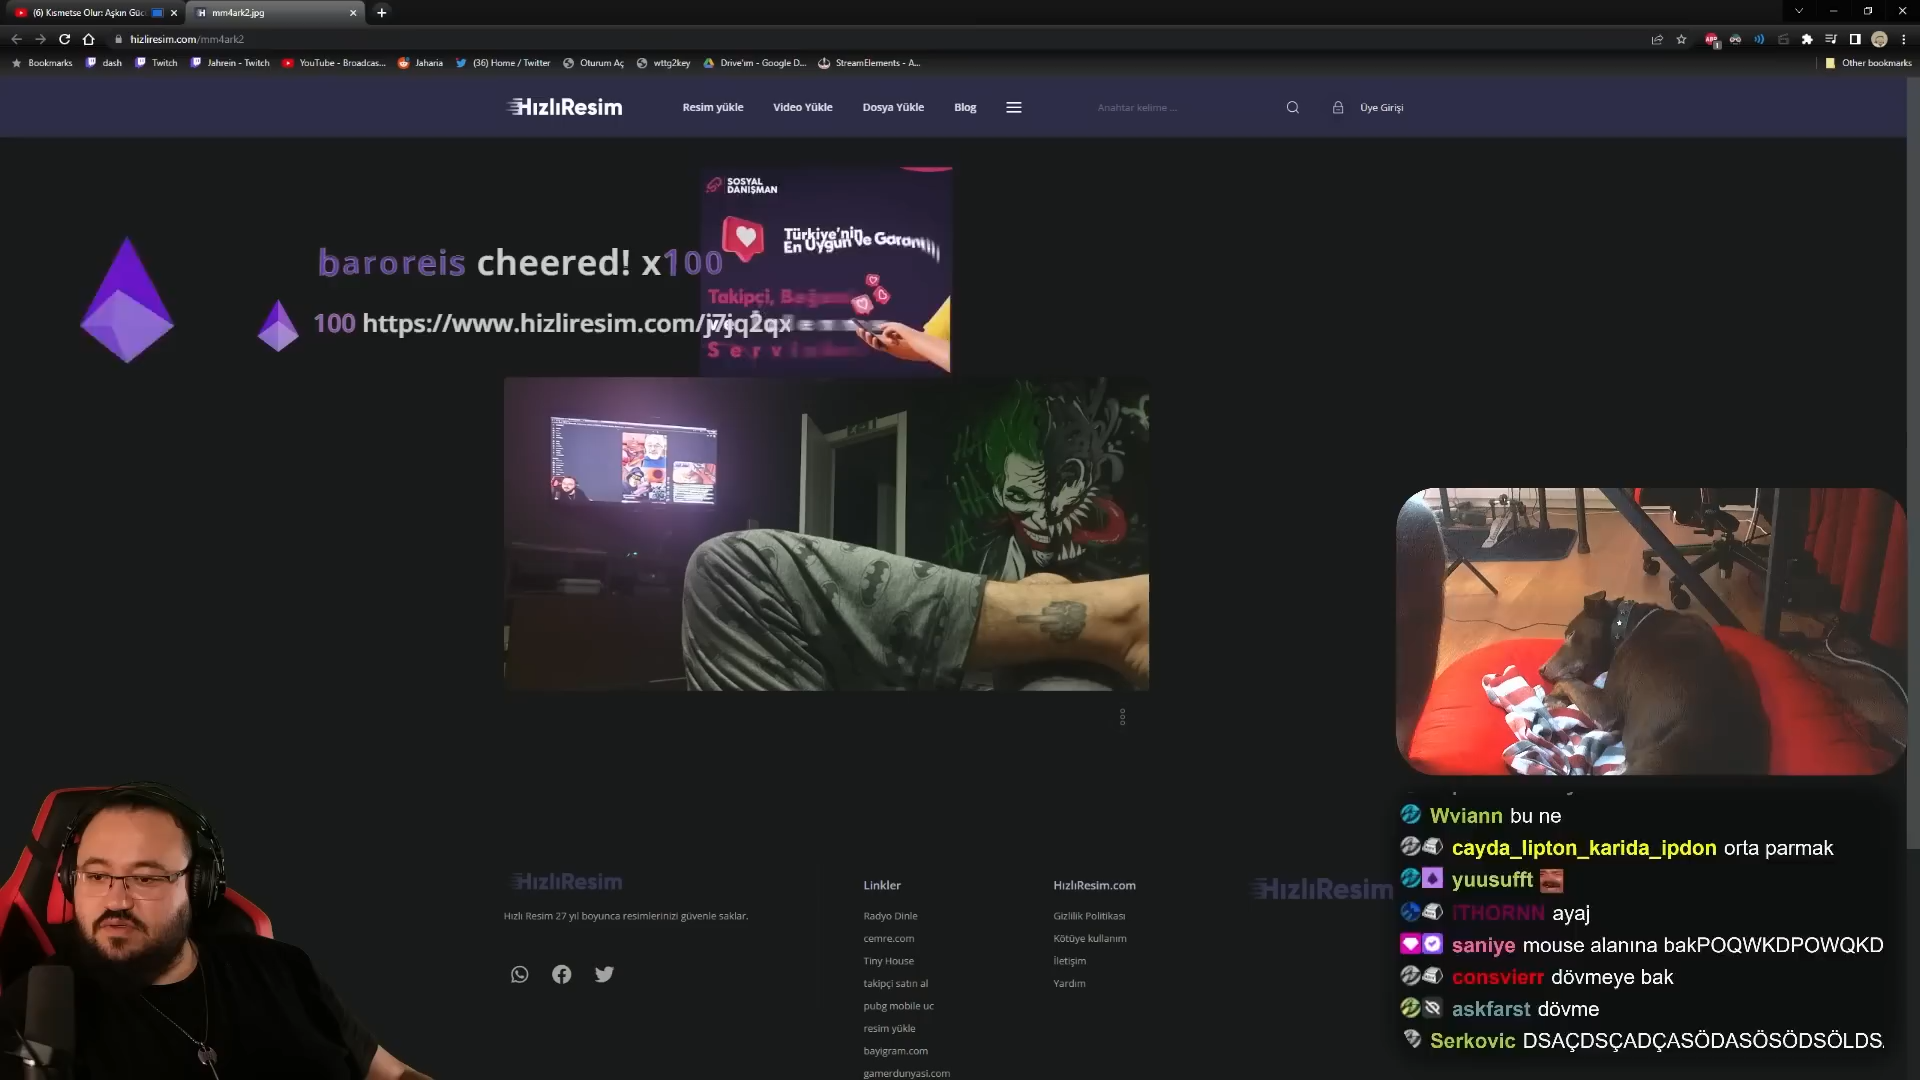 (6) Kısmetse Olur: Aşkın Güc
mm4ark2.jpg
hizliresim.com/mm4ark2
Bookmarks
dash
Twitch
Jahrein - Twitch
YouTube - Broadcas...
Jaharia
(36) Home / Twitter
Oturum Aç
wttg2key
Drive'ım - Google D...
StreamElements - A...
Other bookmarks
HızlıResim
Resim yükle
Video Yükle
Dosya Yükle
Blog
Anahtar kelime ...
Üye Girişi
SOSYAL
DANIŞMAN
Türkiye'nin
En Uygun ve
Takipçi,
baroreis cheered! x100
100 https://www.hizliresim.com/j7jq2qx
Wviann bu ne
cayda_lipton_karida_ipdon orta parmak
yuusufft
iTHORNN ayaj
saniye mouse alanına bakPOQWKDPOWQKD
consvierr dövmeye bak
askfarst dövme
Serkovic DSAÇDSÇADÇASÖDASÖSÖDSÖLDS
HızlıResim
Hızlı Resim 27 yıl boyunca resimlerinizi güvenle saklar.
Linkler
Radyo Dinle
cemre.com
Tiny House
takipçi satın al
pubg mobile uc
resim yükle
bayigram.com
gamerdunyasi.com
HızlıResim.com
Gizlilik Politikası
Kötüye kullanım
İletişim
Yardım
HızlıResim